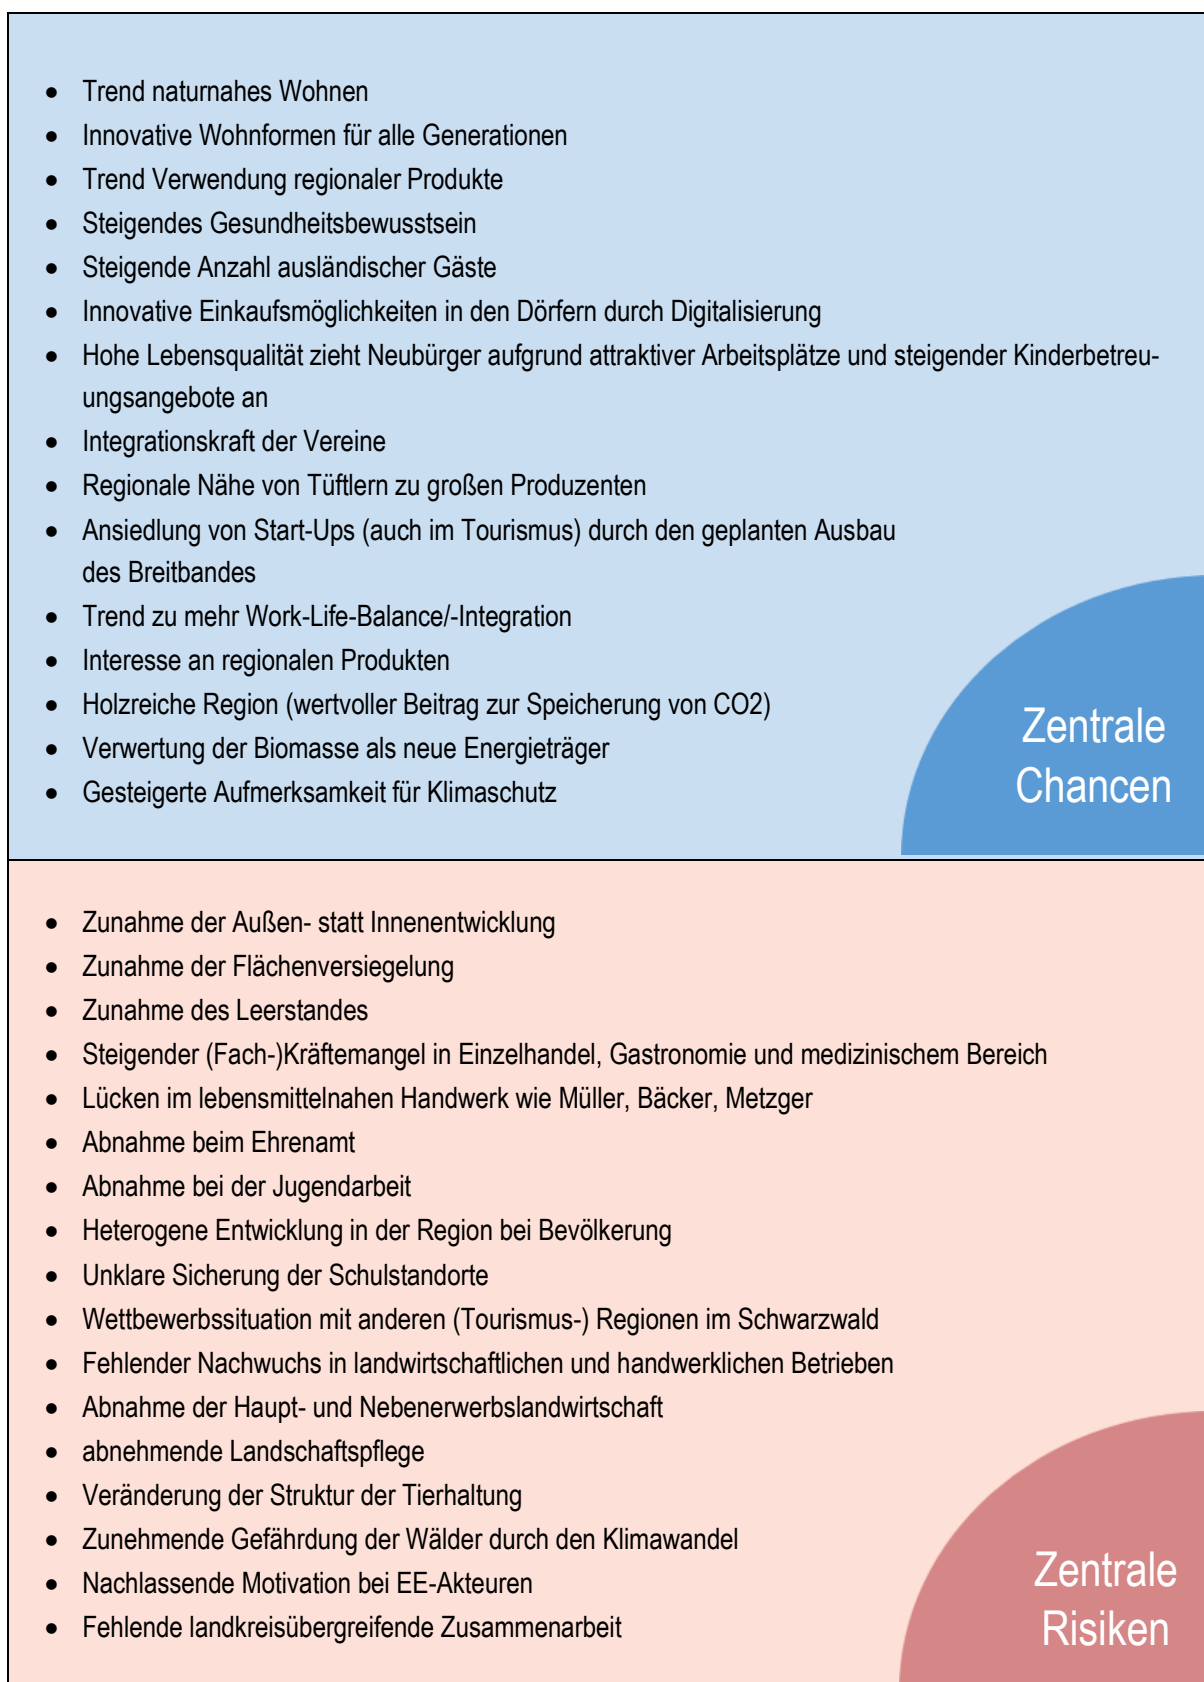 • Trend naturnahes Wohnen
• Innovative Wohnformen für alle Generationen
• Trend Verwendung regionaler Produkte
• Steigendes Gesundheitsbewusstsein
• Steigende Anzahl ausländischer Gäste
• Innovative Einkaufsmöglichkeiten in den Dörfern durch Digitalisierung
• Hohe Lebensqualität zieht Neubürger aufgrund attraktiver Arbeitsplätze und steigender Kinderbetreu-
ungsangebote an
• Integrationskraft der Vereine
• Regionale Nähe von Tüftlern zu großen Produzenten
• Ansiedlung von Start-Ups (auch im Tourismus) durch den geplanten Ausbau
des Breitbandes
• Trend zu mehr Work-Life-Balance/-Integration
• Interesse an regionalen Produkten
• Holzreiche Region (wertvoller Beitrag zur Speicherung von CO2)
• Verwertung der Biomasse als neue Energieträger
• Gesteigerte Aufmerksamkeit für Klimaschutz
Zentrale
Chancen
• Zunahme der Außen- statt Innenentwicklung
• Zunahme der Flächenversiegelung
• Zunahme des Leerstandes
• Steigender (Fach-)Kräftemangel in Einzelhandel, Gastronomie und medizinischem Bereich
• Lücken im lebensmittelnahen Handwerk wie Müller, Bäcker, Metzger
• Abnahme beim Ehrenamt
• Abnahme bei der Jugendarbeit
• Heterogene Entwicklung in der Region bei Bevölkerung
• Unklare Sicherung der Schulstandorte
• Wettbewerbssituation mit anderen (Tourismus-) Regionen im Schwarzwald
• Fehlender Nachwuchs in landwirtschaftlichen und handwerklichen Betrieben
• Abnahme der Haupt- und Nebenerwerbslandwirtschaft
• abnehmende Landschaftspflege
• Veränderung der Struktur der Tierhaltung
• Zunehmende Gefährdung der Wälder durch den Klimawandel
• Nachlassende Motivation bei EE-Akteuren
• Fehlende landkreisübergreifende Zusammenarbeit
Zentrale
Risiken